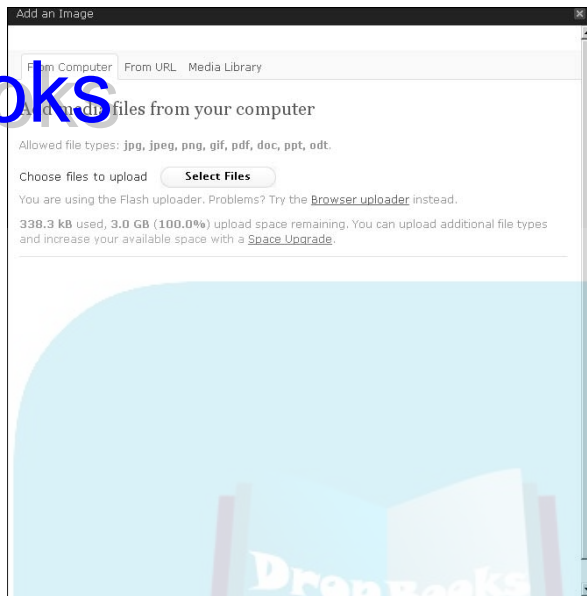 Add an Image
From Computer From URL Media Library
oks
Add media files from your computer
Allowed file types: jpg, jpeg, png, gif, pdf, doc, ppt, odt.
Choose files to upload Select Files
You are using the Flash uploader. Problems? Try the Browser uploader instead.
338.3 kB used, 3.0 GB (100.0%) upload space remaining. You can upload additional file types
and increase your available space with a Space Upgrade.
DropBooks